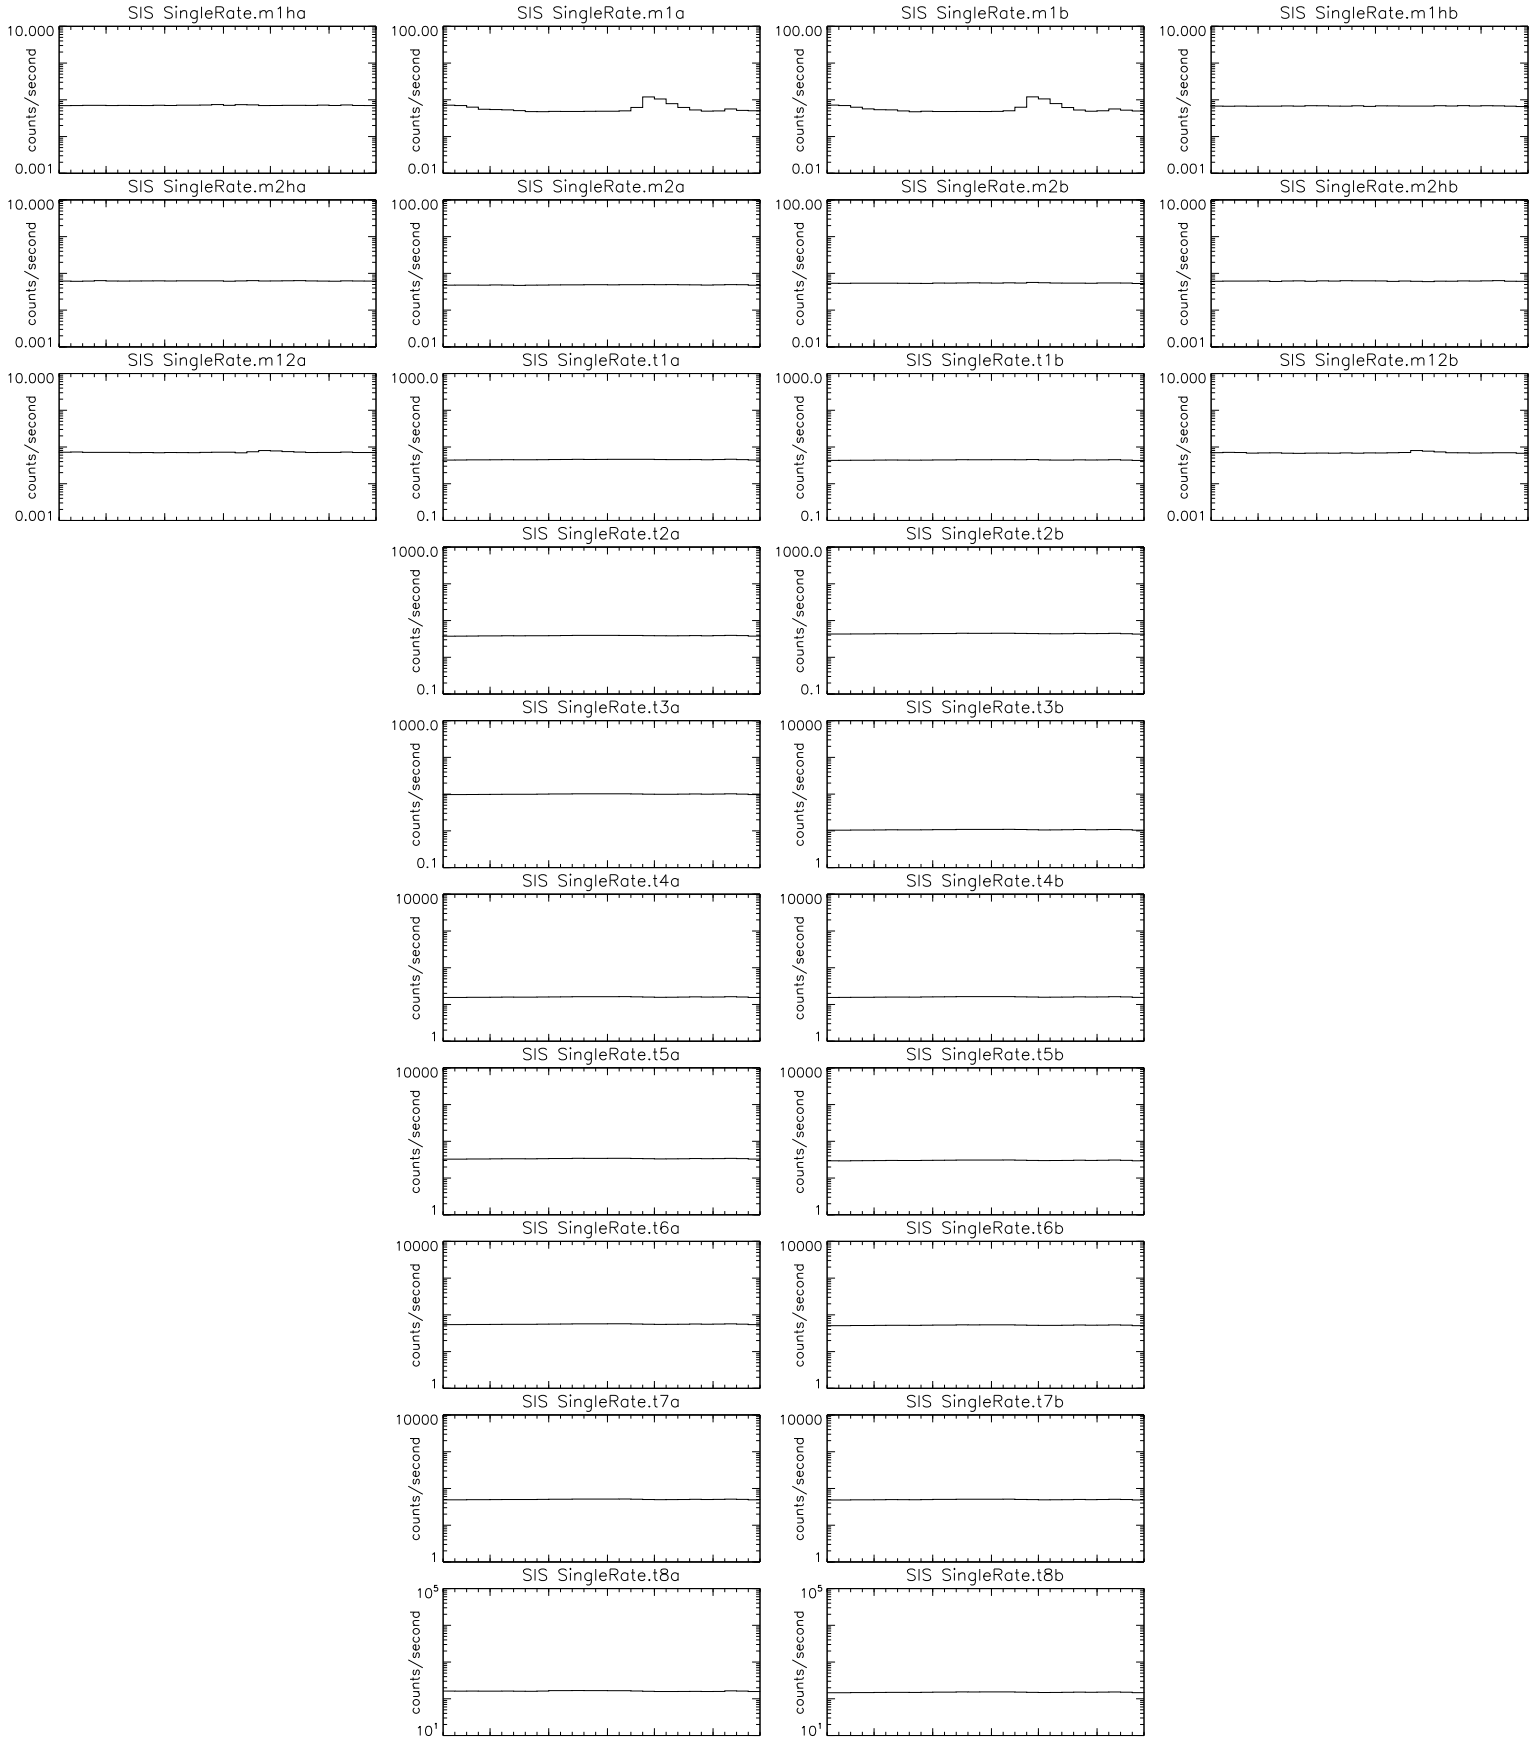 SIS SingleRate.m1ha
10.000
counts/second
0.001
SIS SingleRate.m1a
100.00
counts/second
0.01
SIS SingleRate.m1b
100.00
counts/second
0.01
SIS SingleRate.m1hb
10.000
counts/second
0.001
SIS SingleRate.m2ha
10.000
counts/second
0.001
SIS SingleRate.m2a
100.00
counts/second
0.01
SIS SingleRate.m2b
100.00
counts/second
0.01
SIS SingleRate.m2hb
10.000
counts/second
0.001
SIS SingleRate.m12a
10.000
counts/second
0.001
SIS SingleRate.t1a
1000.0
counts/second
0.1
SIS SingleRate.t1b
1000.0
counts/second
0.1
SIS SingleRate.m12b
10.000
counts/second
0.001
SIS SingleRate.t2a
1000.0
counts/second
0.1
SIS SingleRate.t2b
1000.0
counts/second
0.1
SIS SingleRate.t3a
1000.0
counts/second
0.1
SIS SingleRate.t3b
10000
counts/second
1
SIS SingleRate.t4a
10000
counts/second
1
SIS SingleRate.t4b
10000
counts/second
1
SIS SingleRate.t5a
10000
counts/second
1
SIS SingleRate.t5b
10000
counts/second
1
SIS SingleRate.t6a
10000
counts/second
1
SIS SingleRate.t6b
10000
counts/second
1
SIS SingleRate.t7a
10000
counts/second
1
SIS SingleRate.t7b
10000
counts/second
1
SIS SingleRate.t8a
10⁵
counts/second
10¹
SIS SingleRate.t8b
10⁵
counts/second
10¹